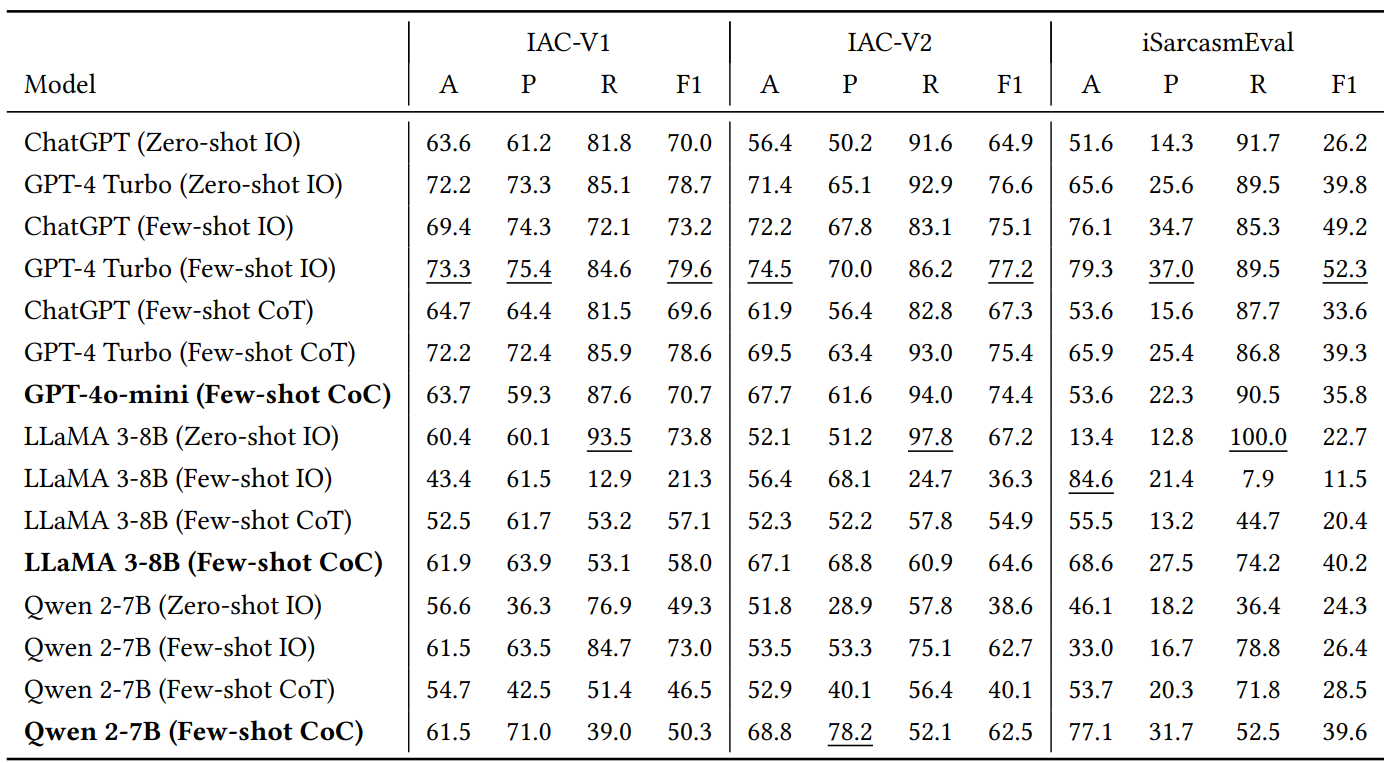 IAC-V1 IAC-V2 iSarcasmEval
Model A P R F1 A P R F1 A P R F1
ChatGPT (Zero-shot IO) 63.6 61.2 81.8 70.0 56.4 50.2 91.6 64.9 51.6 14.3 91.7 26.2
GPT-4 Turbo (Zero-shot IO) 72.2 73.3 85.1 78.7 71.4 65.1 92.9 76.6 65.6 25.6 89.5 39.8
ChatGPT (Few-shot IO) 69.4 74.3 72.1 73.2 72.2 67.8 83.1 75.1 76.1 34.7 85.3 49.2
GPT-4 Turbo (Few-shot IO) 73.3 75.4 84.6 79.6 74.5 70.0 86.2 77.2 79.3 37.0 89.5 52.3
ChatGPT (Few-shot CoT) 64.7 64.4 81.5 69.6 61.9 56.4 82.8 67.3 53.6 15.6 87.7 33.6
GPT-4 Turbo (Few-shot CoT) 72.2 72.4 85.9 78.6 69.5 63.4 93.0 75.4 65.9 25.4 86.8 39.3
GPT-4o-mini (Few-shot CoC) 63.7 59.3 87.6 70.7 67.7 61.6 94.0 74.4 53.6 22.3 90.5 35.8
LLaMA 3-8B (Zero-shot IO) 60.4 60.1 93.5 73.8 52.1 51.2 97.8 67.2 13.4 12.8 100.0 22.7
LLaMA 3-8B (Few-shot IO) 43.4 61.5 12.9 21.3 56.4 68.1 24.7 36.3 84.6 21.4 7.9 11.5
LLaMA 3-8B (Few-shot CoT) 52.5 61.7 53.2 57.1 52.3 52.2 57.8 54.9 55.5 13.2 44.7 20.4
LLaMA 3-8B (Few-shot CoC) 61.9 63.9 53.1 58.0 67.1 68.8 60.9 64.6 68.6 27.5 74.2 40.2
Qwen 2-7B (Zero-shot IO) 56.6 36.3 76.9 49.3 51.8 28.9 57.8 38.6 46.1 18.2 36.4 24.3
Qwen 2-7B (Few-shot IO) 61.5 63.5 84.7 73.0 53.5 53.3 75.1 62.7 33.0 16.7 78.8 26.4
Qwen 2-7B (Few-shot CoT) 54.7 42.5 51.4 46.5 52.9 40.1 56.4 40.1 53.7 20.3 71.8 28.5
Qwen 2-7B (Few-shot CoC) 61.5 71.0 39.0 50.3 68.8 78.2 52.1 62.5 77.1 31.7 52.5 39.6